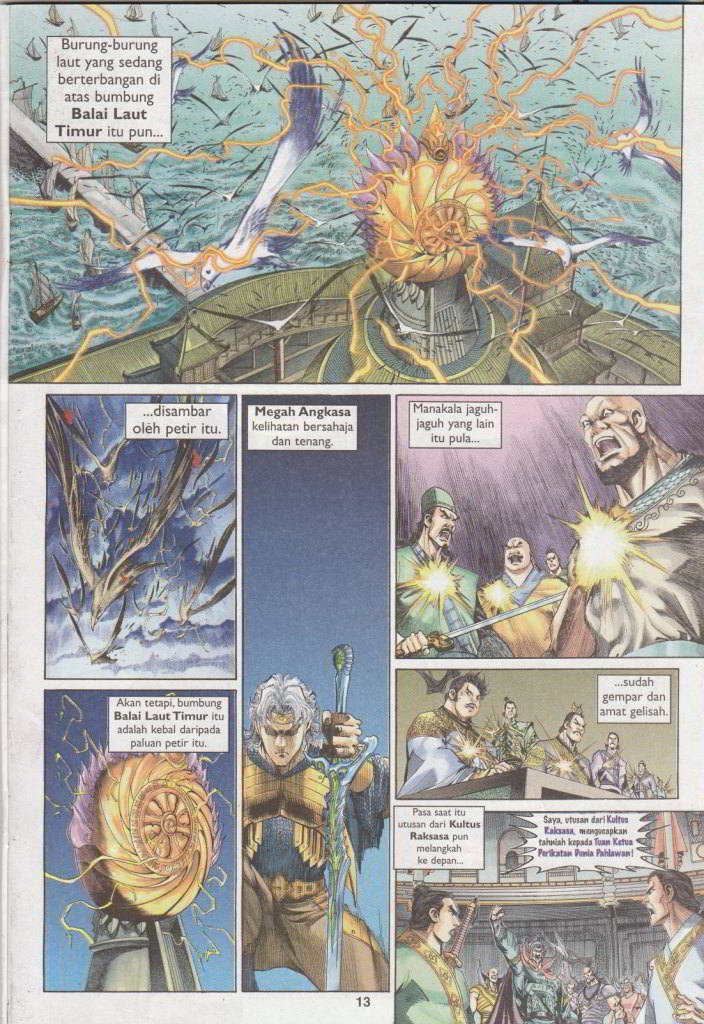 Burung-burung
laut yang sedang
berterbangan di
atas bumbung
Balai Laut
Timur itu pun...
...disambar
oleh petir itu.
Megah Angkasa
kelihatan bersahaja
dan tenang.
Manakala jaguh-
jaguh yang lain
itu pula...
Akan tetapi, bumbung
Balai Laut Timur itu
adalah kebal daripada
paluan petir itu.
...sudah
gempar dan
amat gelisah.
Pasa saat itu
utusan dari Kultus
Raksasa pun
melangkah
ke depan...
Saya, utusan dari Kultus
Raksasa, mengucapkan
tahniah kepada Tuan Ketua
Perikatan Dunia Pahlawan!
13